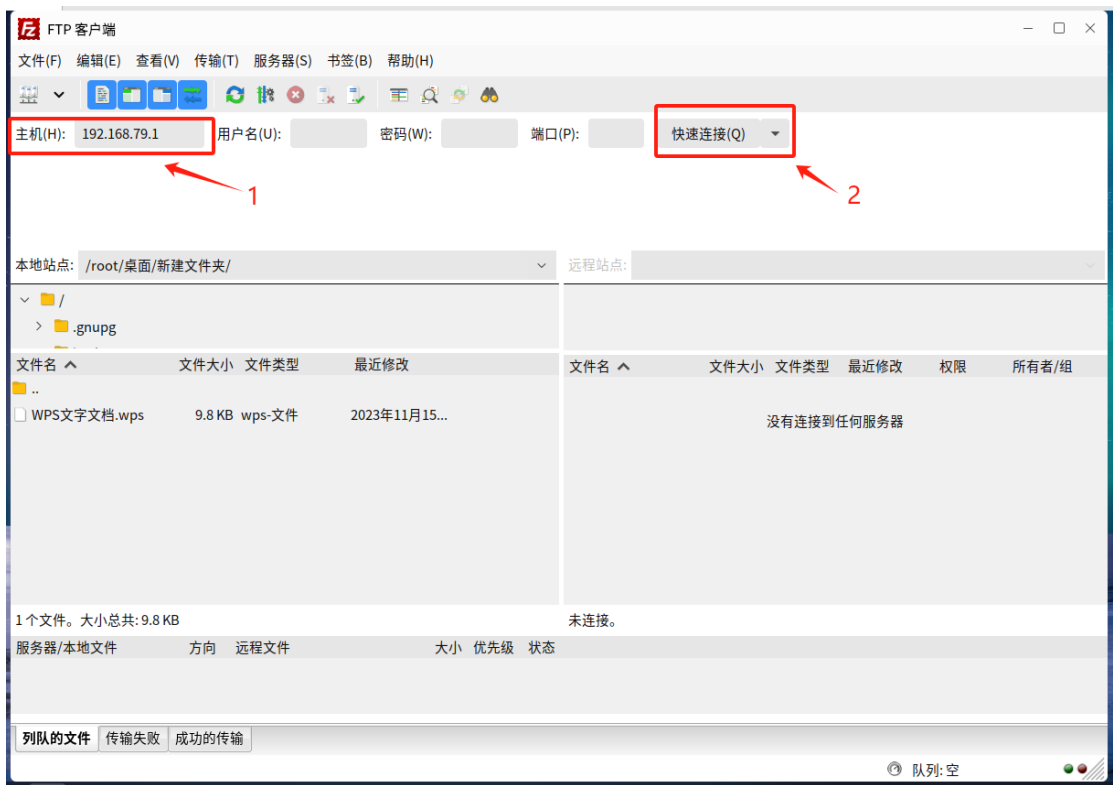 FTP 客户端
文件(F) 编辑(E) 查看(V) 传输(T) 服务器(S) 书签(B) 帮助(H)
主机(H): 192.168.79.1 用户名(U): 密码(W): 端口(P): 快速连接(Q)
1
2
本地站点: /root/桌面/新建文件夹/ 远程站点:
/
.gnupg
文件名 文件大小 文件类型 最近修改
..
WPS文字文档.wps 9.8 KB wps-文件 2023年11月15...
1 个文件。大小总共: 9.8 KB
文件名 文件大小 文件类型 最近修改 权限 所有者/组
没有连接到任何服务器
未连接。
服务器/本地文件 方向 远程文件 大小 优先级 状态
列队的文件 传输失败 成功的传输
队列: 空